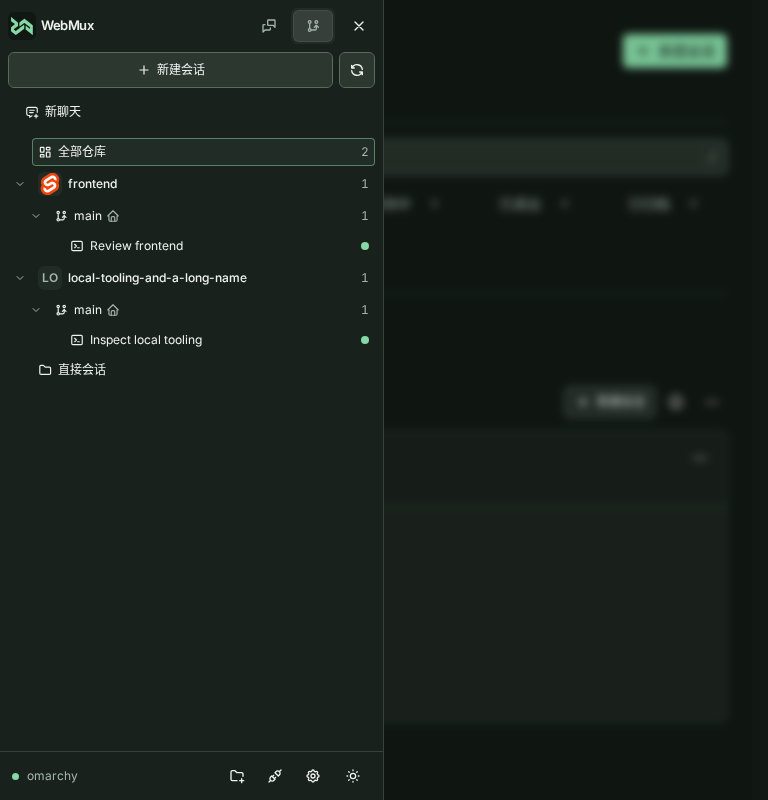 WebMux
新建会话
新聊天
全部仓库 2
frontend 1
main 1
Review frontend
LO local-tooling-and-a-long-name 1
main 1
Inspect local tooling
直接会话
omarchy